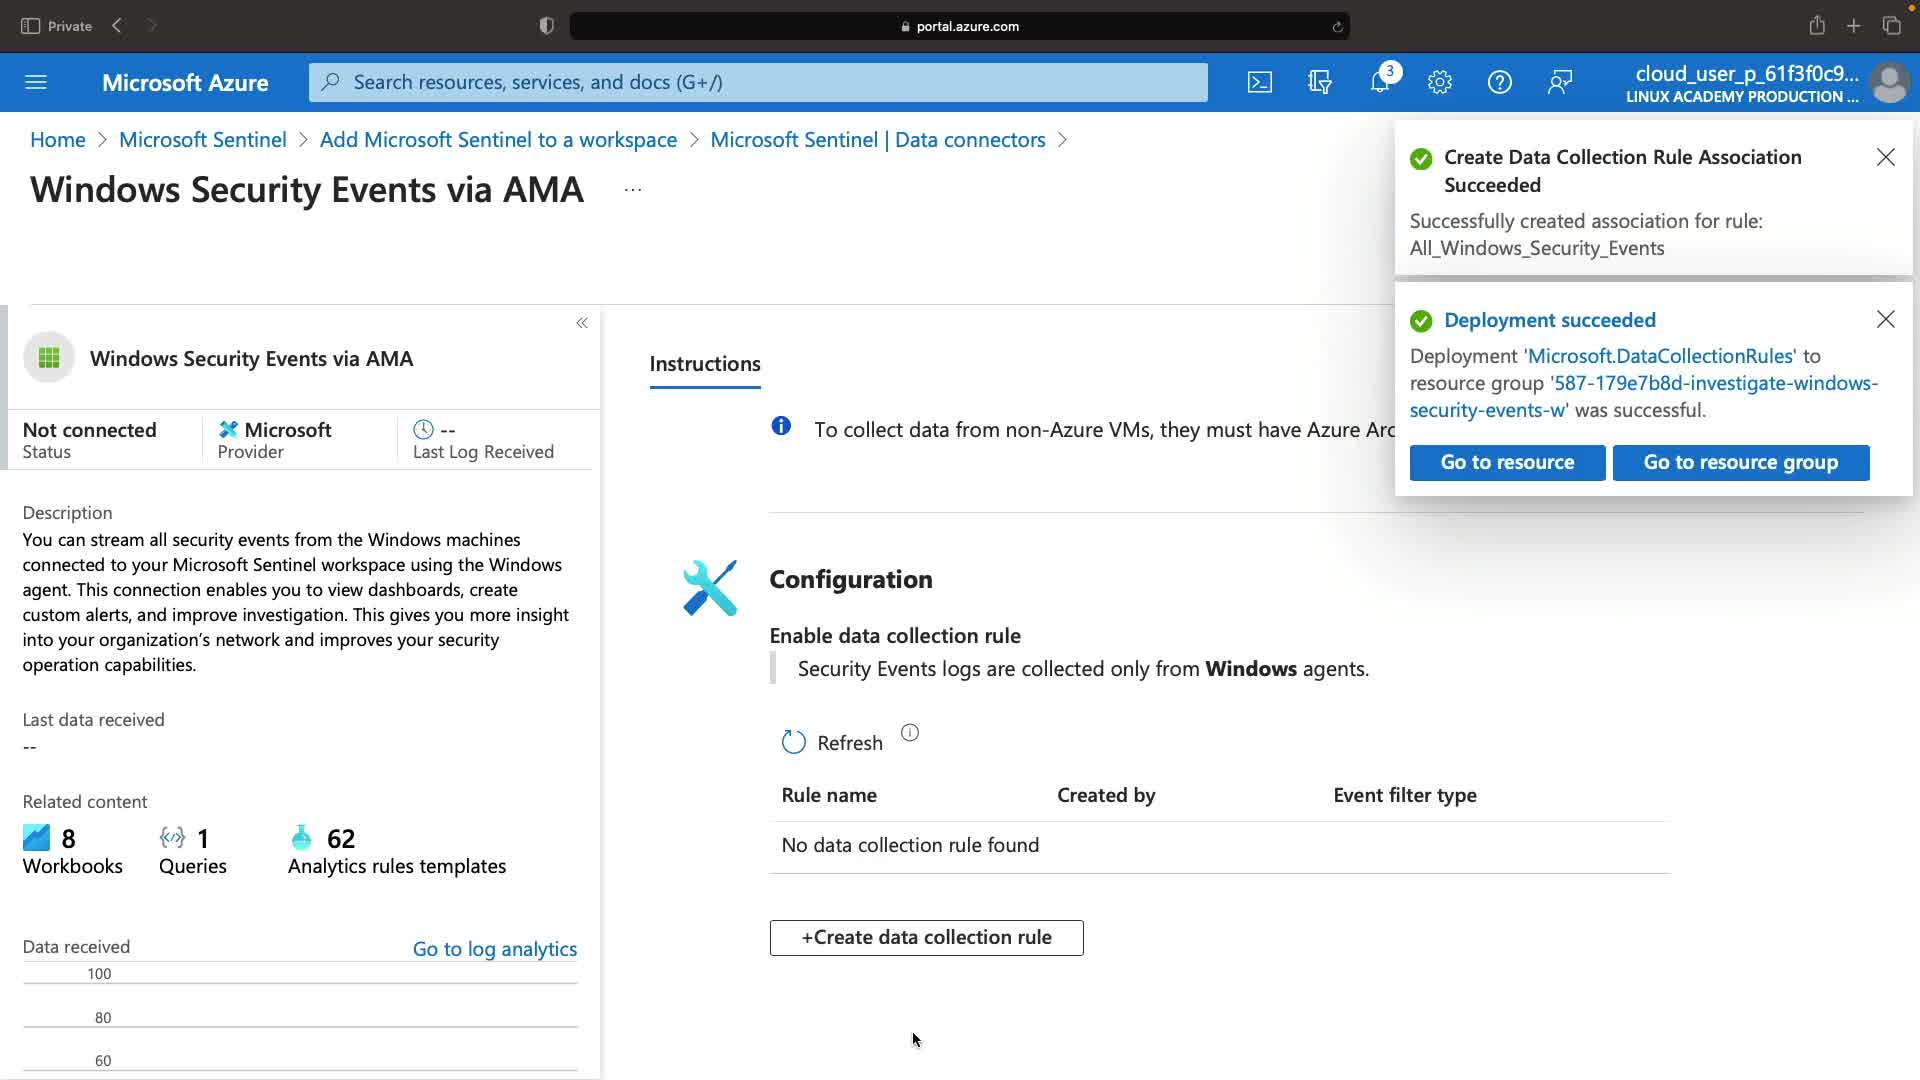 Private
portal.azure.com
Microsoft Azure
Search resources, services, and docs (G+/)
3
cloud_user_p_61f3f0c9...
LINUX ACADEMY PRODUCTION ...
Home > Microsoft Sentinel > Add Microsoft Sentinel to a workspace > Microsoft Sentinel | Data connectors >
Windows Security Events via AMA ...
Create Data Collection Rule Association
Succeeded
Successfully created association for rule:
All_Windows_Security_Events
Deployment succeeded
Deployment 'Microsoft.DataCollectionRules' to
resource group '587-179e7b8d-investigate-windows-
security-events-w' was successful.
Go to resource
Go to resource group
«
Windows Security Events via AMA
Not connected
Status
Microsoft
Provider
--
Last Log Received
Description
You can stream all security events from the Windows machines
connected to your Microsoft Sentinel workspace using the Windows
agent. This connection enables you to view dashboards, create
custom alerts, and improve investigation. This gives you more insight
into your organization's network and improves your security
operation capabilities.
Last data received
--
Related content
8
Workbooks
1
Queries
62
Analytics rules templates
Data received
Go to log analytics
100
80
60
Instructions
To collect data from non-Azure VMs, they must have Azure Arc
Configuration
Enable data collection rule
Security Events logs are collected only from Windows agents.
Refresh
Rule name
Created by
Event filter type
No data collection rule found
+Create data collection rule